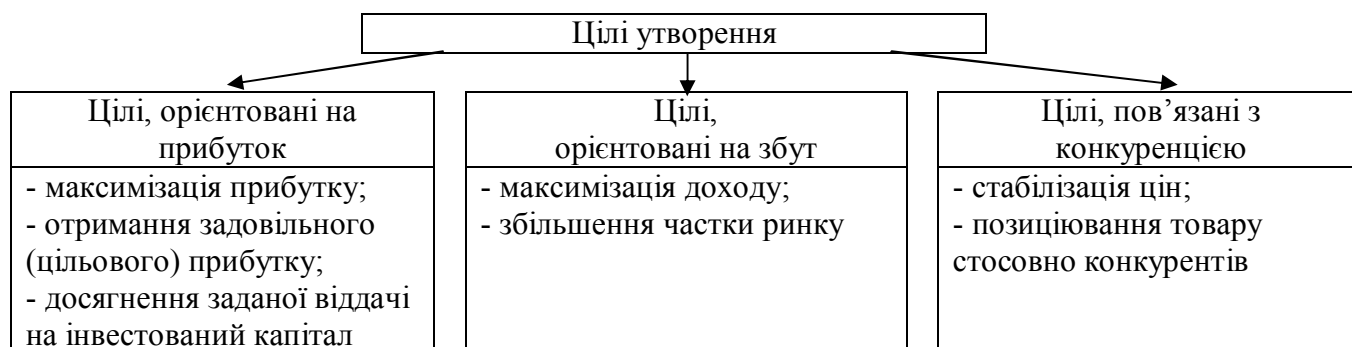 Цілі утворення
Цілі, орієнтовані на
прибуток
- максимізація прибутку;
- отримання задовільного
(цільового) прибутку;
- досягнення заданої віддачі
на інвестований капітал
Цілі,
орієнтовані на збут
- максимізація доходу;
- збільшення частки ринку
Цілі, пов’язані з
конкуренцією
- стабілізація цін;
- позиціювання товару
стосовно конкурентів